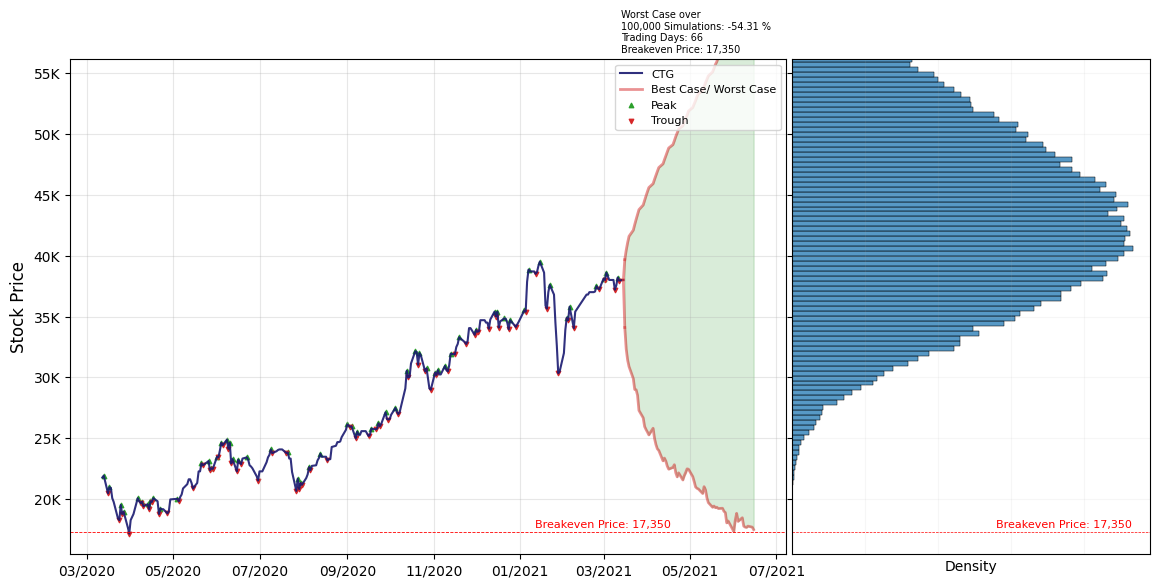 Worst Case over
100,000 Simulations: -54.31 %
Trading Days: 66
Breakeven Price: 17,350
CTG
Best Case/ Worst Case
Peak
Trough
Stock Price
55K
50K
45K
40K
35K
30K
25K
20K
Breakeven Price: 17,350
Breakeven Price: 17,350
03/2020
05/2020
07/2020
09/2020
11/2020
01/2021
03/2021
05/2021
07/2021
Density